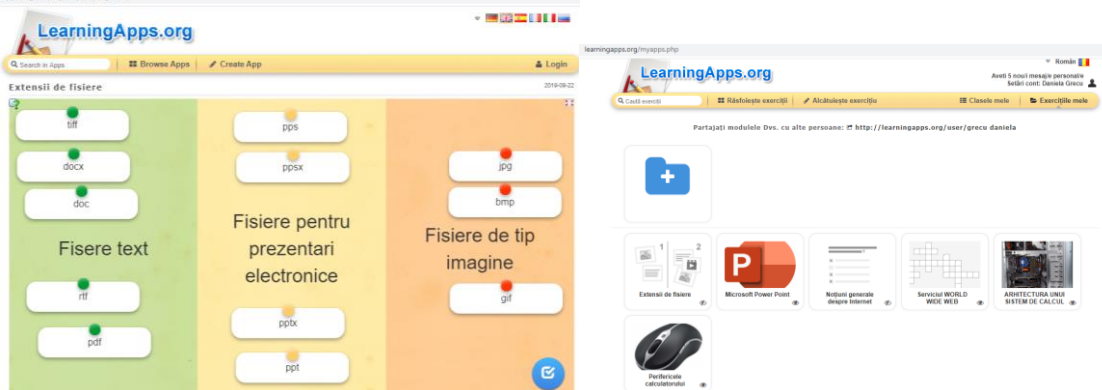 LearningApps.org
Search in Apps
Browse Apps
Create App
Login
Extensii de fisiere
2019-08-22
tiff
docx
doc
Fisere text
rtf
pdf
pps
ppsx
Fisiere pentru
prezentari
electronice
pptx
ppt
jpg
bmp
Fisiere de tip
imagine
gif
learningapps.org/myapps.php
LearningApps.org
Român
Aveti 5 noui mesaje personale
Setări cont: Daniela Grecu
Caută exerciții
Răsfoiește exerciții
Alcătuiește exercițiu
Clasele mele
Exercițiile mele
Partajați modulele Dvs. cu alte persoane: http://learningapps.org/user/grecu daniela
1
2
Extensii de fisiere
P
Microsoft Power Point
Noțiuni generale
despre internet
Serviciul WORLD
WIDE WEB
ARHITECTURA UNUI
SISTEM DE CALCUL
Perifericele
calculatorului